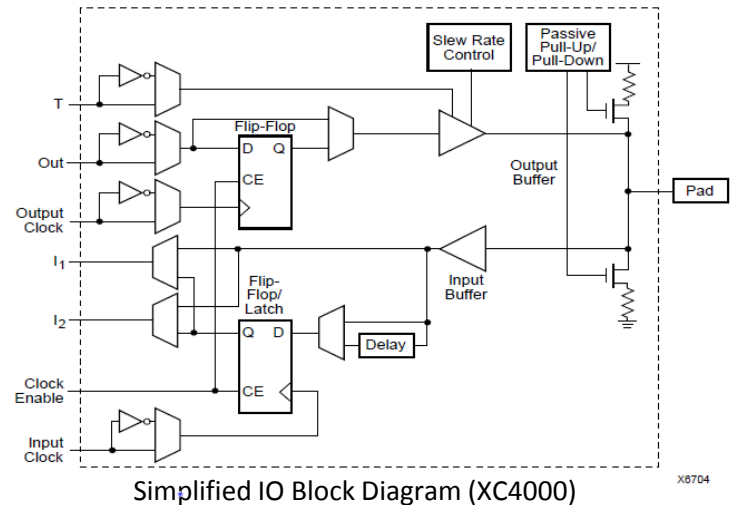 Slew Rate
Control
Passive
Pull-Up/
Pull-Down
T
Flip-Flop
Out
D
Q
CE
Output
Buffer
Pad
Output
Clock
I1
Input
Buffer
Flip-
Flop/
Latch
I2
Q
D
Delay
Clock
Enable
CE
Input
Clock
X6704
Simplified IO Block Diagram (XC4000)